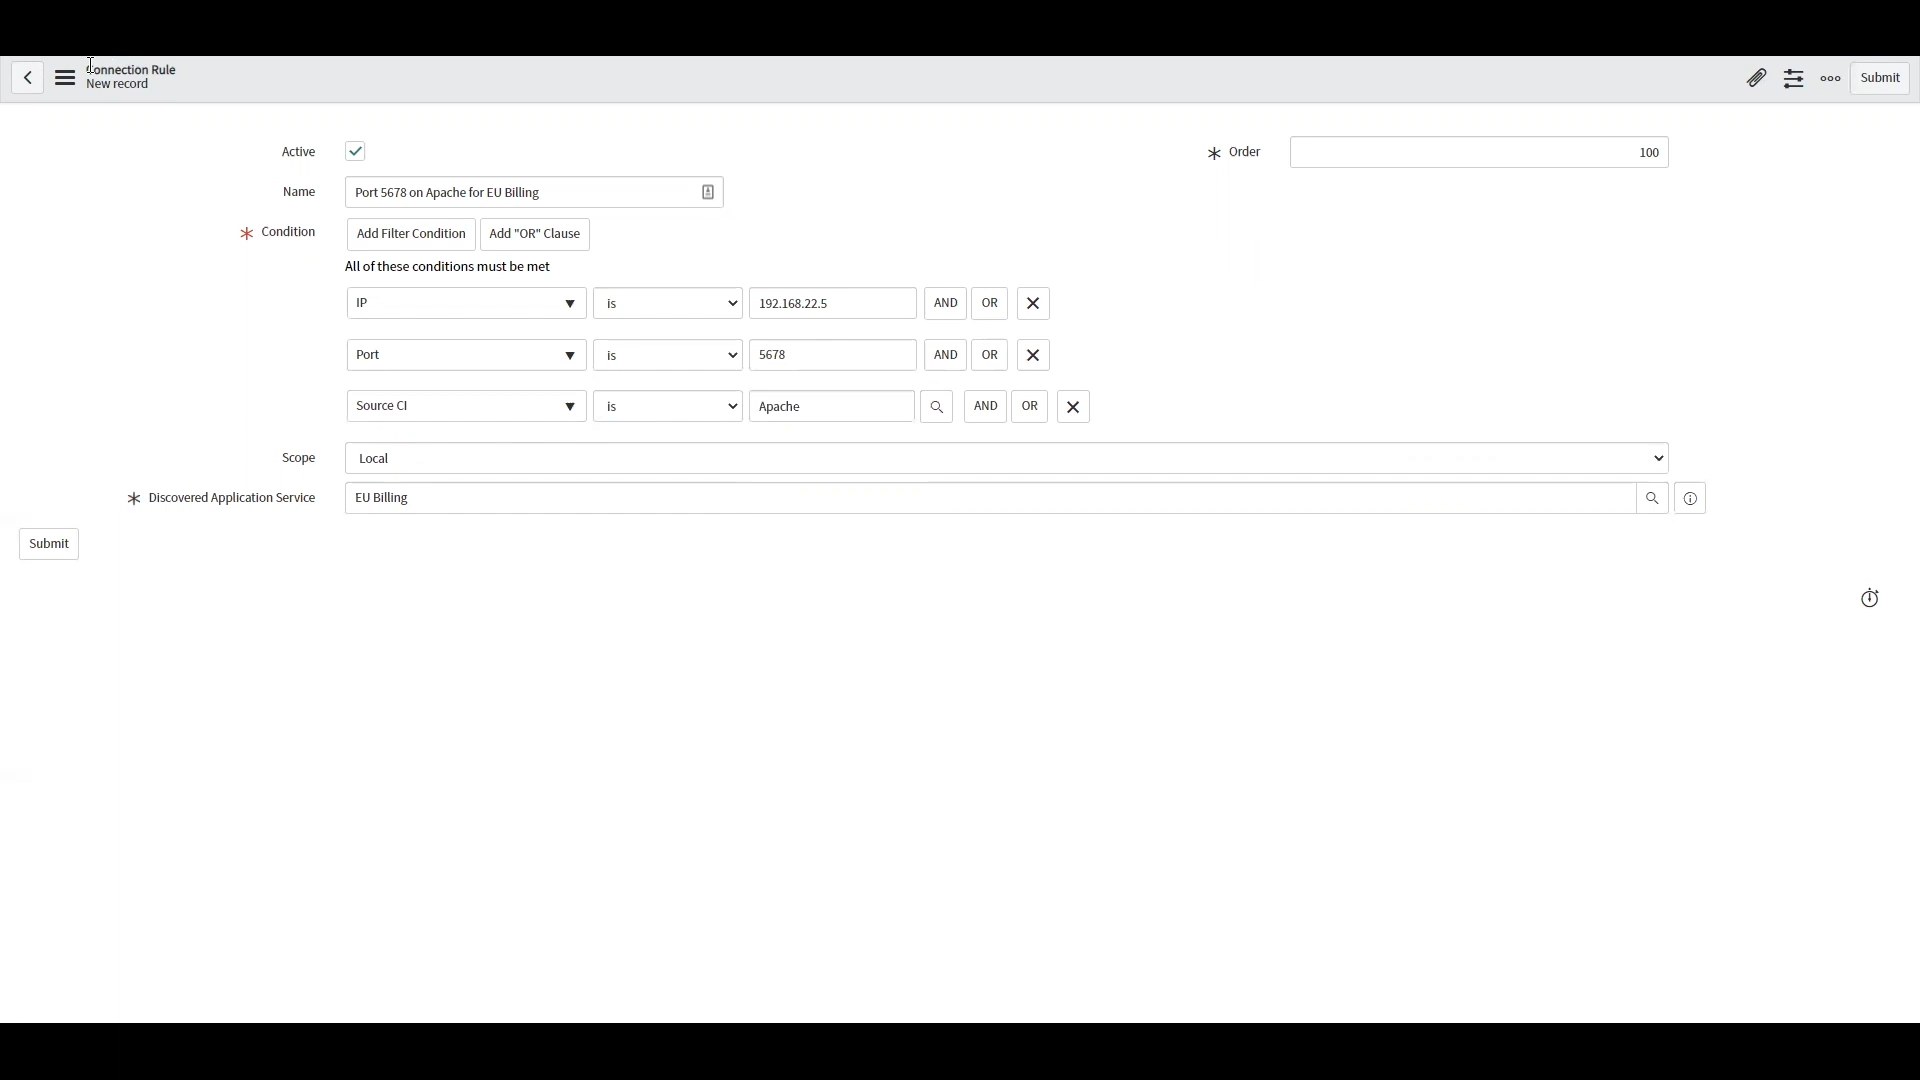 Connection Rule
New record
Submit
Active
Order 100
Name Port 5678 on Apache for EU Billing
Condition Add Filter Condition Add "OR" Clause
All of these conditions must be met
IP is 192.168.22.5 AND OR
Port is 5678 AND OR
Source CI is Apache AND OR
Scope Local
Discovered Application Service EU Billing
Submit